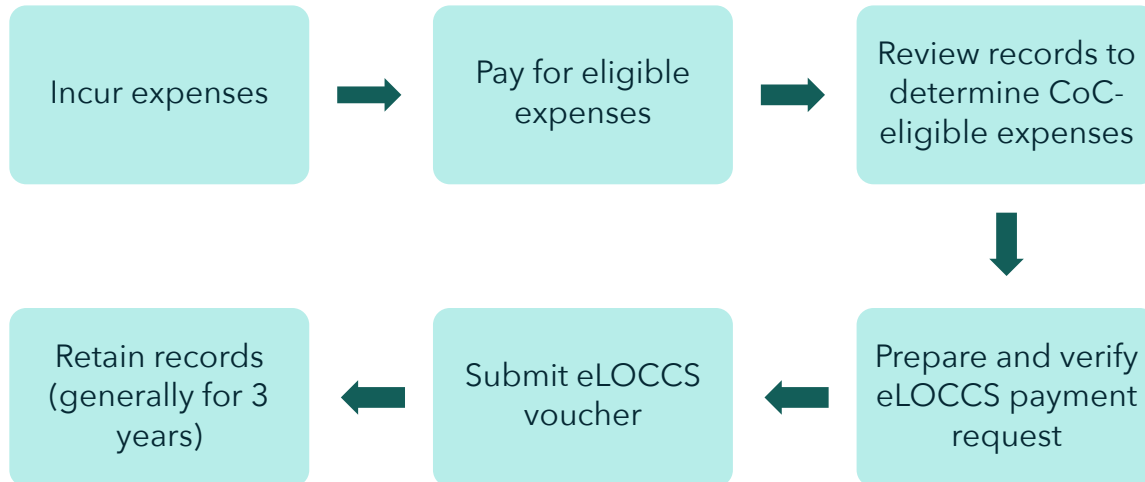 Incur expenses
Pay for eligible
expenses
Review records to
determine CoC-
eligible expenses
Prepare and verify
eLOCCS payment
request
Submit eLOCCS
voucher
Retain records
(generally for 3
years)